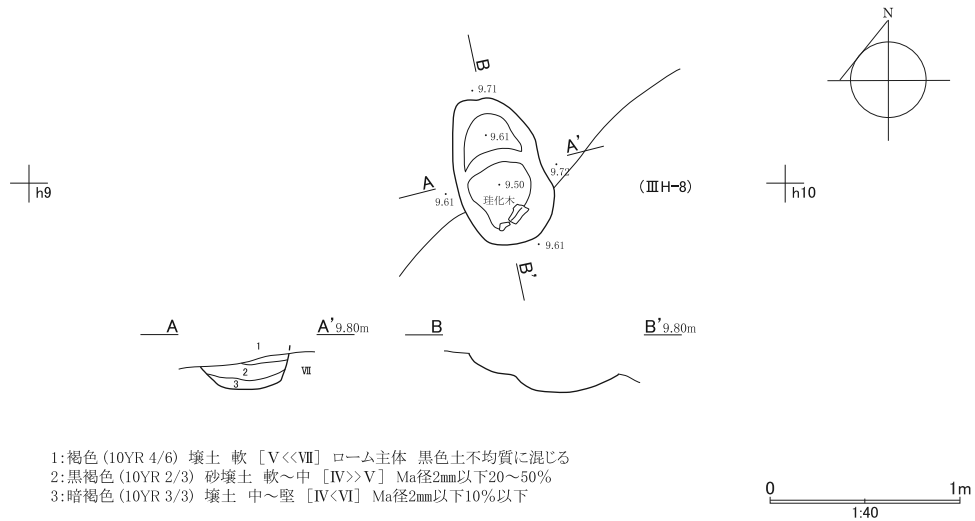 N
B
9.71
9.61
A'
9.72
h9
A
9.61
9.50
珪化木
(ⅢH-8)
h10
9.61
B'
A
A' 9.80m
B
B' 9.80m
1
Ⅶ
2
3
1:褐色 (10YR 4/6) 壌土 軟 [Ⅴ<<Ⅶ] ローム主体 黒色土不均質に混じる
2:黒褐色 (10YR 2/3) 砂壌土 軟～中 [Ⅳ>>Ⅴ] Ma径2㎜以下20～50%
3:暗褐色 (10YR 3/3) 壌土 中～堅 [Ⅳ<Ⅵ] Ma径2㎜以下10%以下
0 1m
1:40